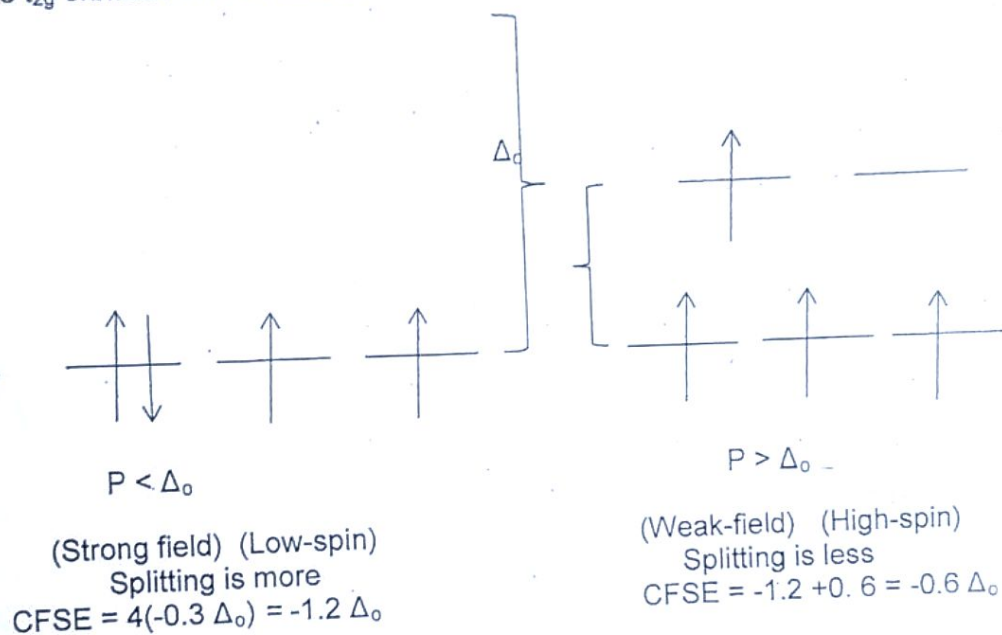 Δₒ
P < Δₒ
(Strong field) (Low-spin)
Splitting is more
CFSE = 4(-0.3 Δₒ) = -1.2 Δₒ
P > Δₒ
(Weak-field) (High-spin)
Splitting is less
CFSE = -1.2 +0. 6 = -0.6 Δₒ